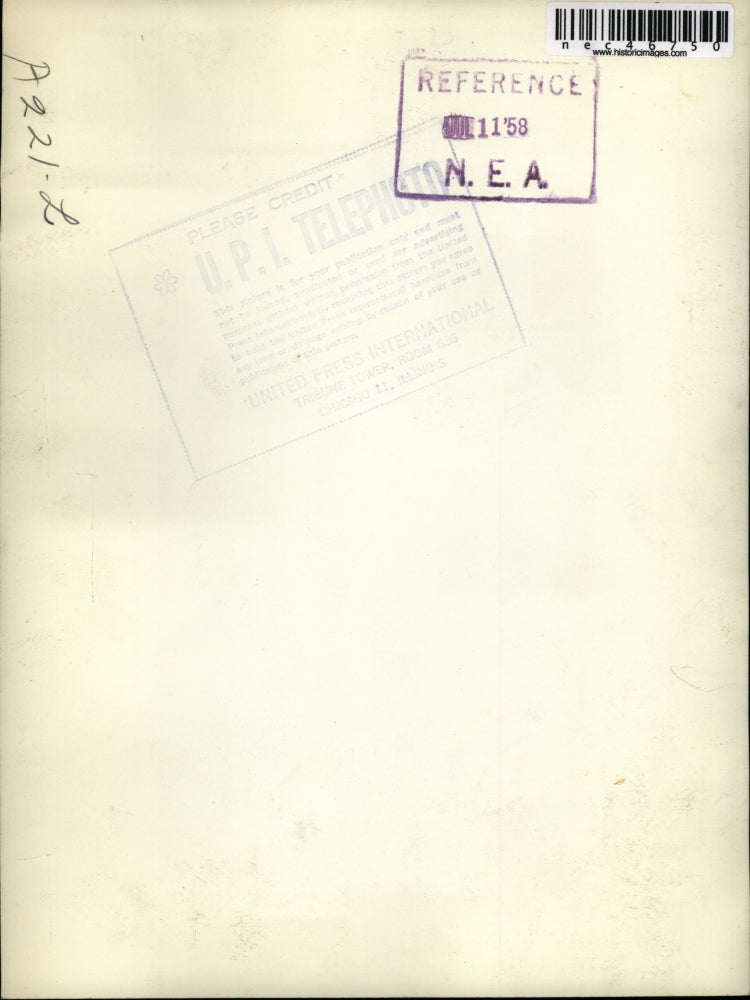 nec46750
www.historicimages.com
A221-2
REFERENCE
JUL 11'58
N. E. A.
PLEASE CREDIT
U. P. I. TELEPHOTO
This picture is for your publication only and must
not be loaned, syndicated or used for advertising
purposes without written permission from the United
Press International. By accepting this picture you agree
to hold the United Press International harmless from
any loss or damage arising by reason of your use or
publication of this picture.
UNITED PRESS INTERNATIONAL
TRIBUNE TOWER, ROOM 536
CHICAGO 11, ILLINOIS